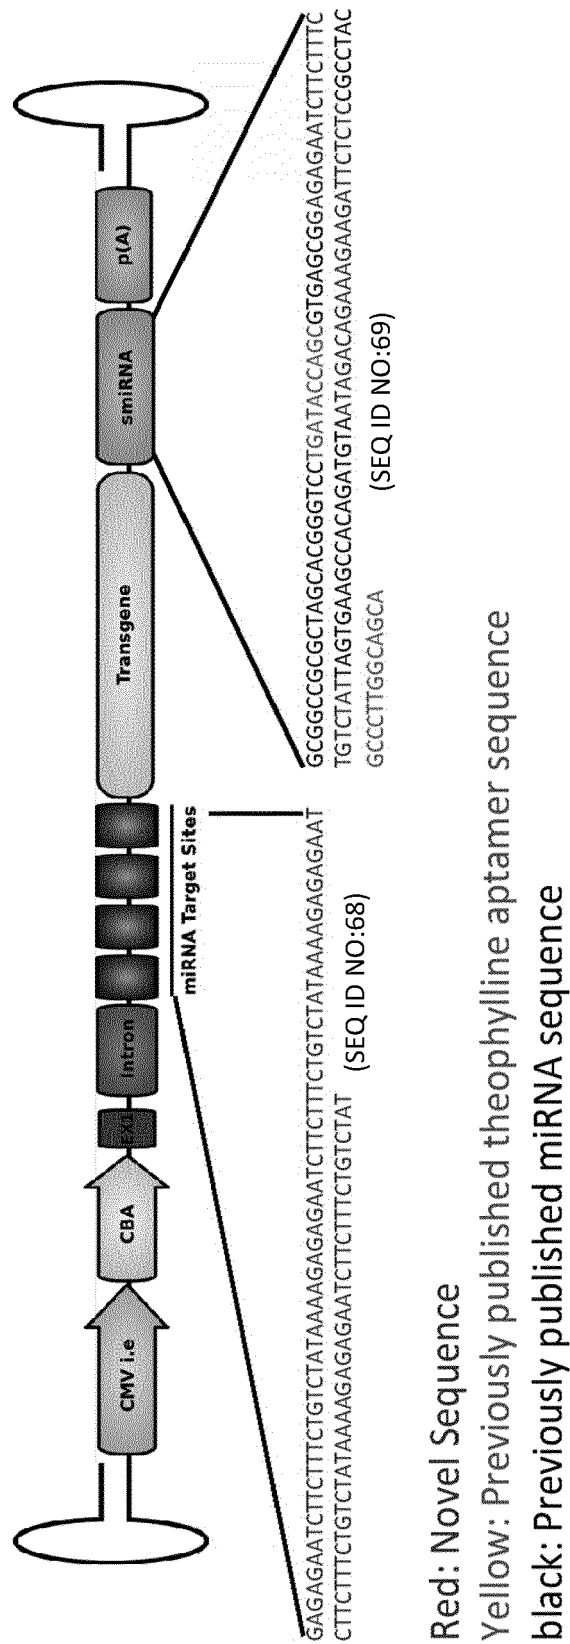 CMV i.e
CBA
EX1
Intron
Transgene
smiRNA
p(A)
miRNA Target Sites
GAGAGAATCTTCTTTCTGTCTATAAAAGAGAGAATCTTCTTTCTGTCTATAAAAGAGAGAAT
CTTCTTTCTGTCTATAAAAGAGAGAATCTTCTTTCTGTCTAT
(SEQ ID NO:68)
GCGGCCGCGCTAGCACGGGTCCTGATACCAGCGTGAGCGGAGAGAATCTTCTTTC
TGTCTATTAGTGAAGCCACAGATGTAATAGACAGAAAGAAGATTCTCTCCGCCTAC
GCCCTTGGCAGCA
(SEQ ID NO:69)
Red: Novel Sequence
Yellow: Previously published theophylline aptamer sequence
black: Previously published miRNA sequence